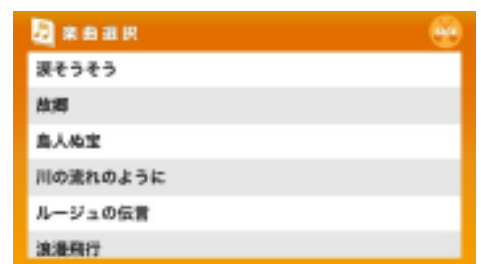 楽曲選択
涙そうそう
故郷
島人ぬ宝
川の流れのように
ルージュの伝言
浪漫飛行